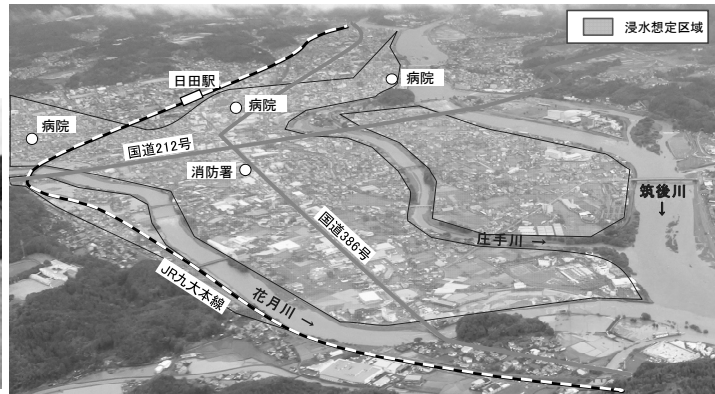 浸水想定区域
日田駅
病院
病院
病院
国道212号
消防署
筑後川
↓
国道386号
庄手川 →
JR九大本線
花月川 →